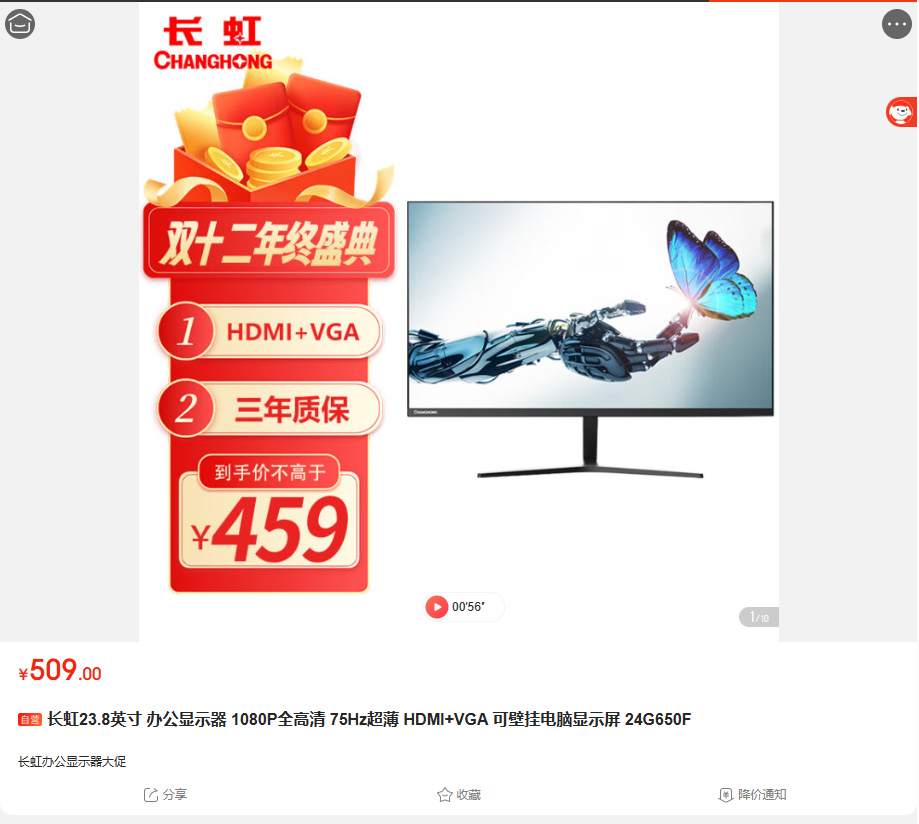 长虹
CHANGHONG
双十二年终盛典
1 HDMI+VGA
2 三年质保
到手价不高于
¥459
CHANGHONG
00'56"
1/10
¥509.00
自营 长虹23.8英寸 办公显示器 1080P全高清 75Hz超薄 HDMI+VGA 可壁挂电脑显示屏 24G650F
长虹办公显示器大促
分享
收藏
降价通知